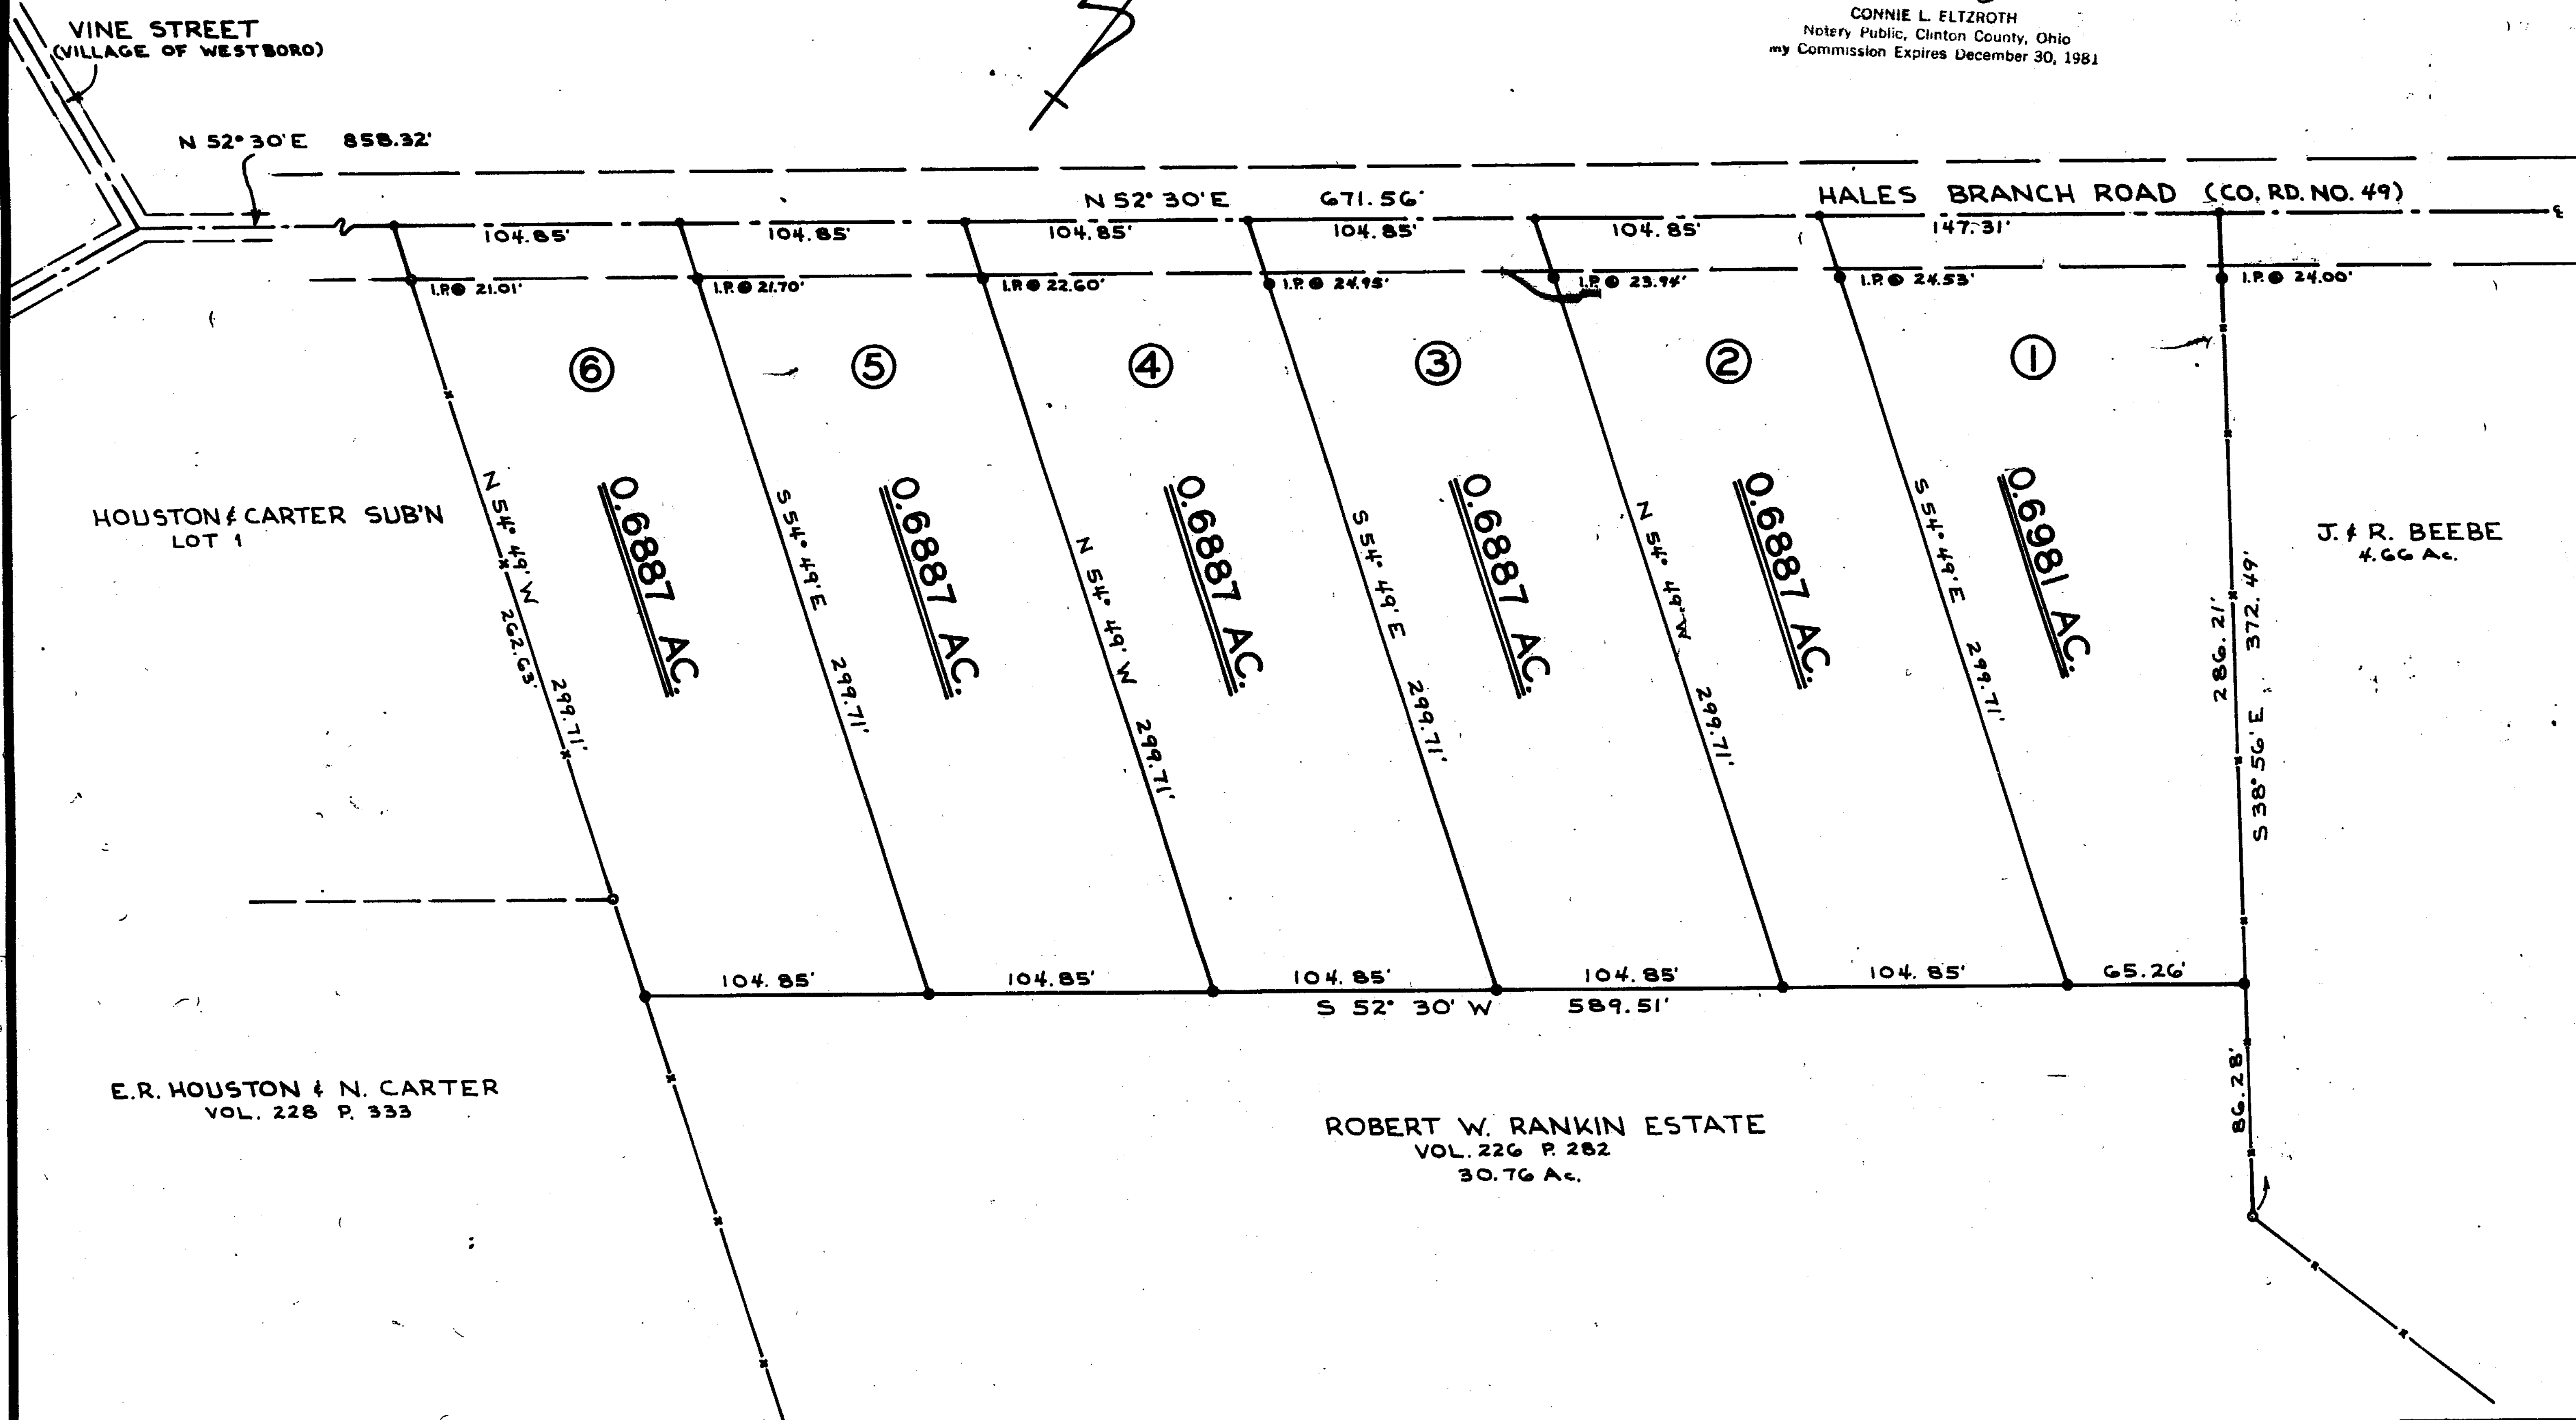 CONNIE L. ELTZROTH
Notery Public, Clinton County, Ohio
my Commission Expires December 30, 1981
VINE STREET
(VILLAGE OF WESTBORO)
N 52° 30' E 858.32'
N 52° 30' E 671.56'
HALES BRANCH ROAD (CO. RD. NO. 49)
104.85'
104.85'
104.85'
104.85'
104.85'
147.31'
I.P. @ 21.01'
I.P. @ 21.70'
I.P. @ 22.60'
I.P. @ 24.95'
I.P. @ 23.94'
I.P. @ 24.53'
I.P. @ 24.00'
6
5
4
3
2
1
N 54° 49' W 299.71'
262.63'
0.6887 AC.
S 54° 49' E 299.71'
0.6887 AC.
N 54° 49' W 299.71'
0.6887 AC.
S 54° 49' E 299.71'
0.6887 AC.
N 54° 49' W 299.71'
0.6887 AC.
S 54° 49' E 299.71'
0.6981 AC.
286.21'
S 38° 56' E 372.49'
HOUSTON & CARTER SUB'N
LOT 1
J. & R. BEEBE
4.66 Ac.
104.85'
104.85'
104.85'
104.85'
104.85'
65.26'
S 52° 30' W 589.51'
86.28'
E.R. HOUSTON & N. CARTER
VOL. 228 P. 333
ROBERT W. RANKIN ESTATE
VOL. 226 P. 282
30.76 Ac.